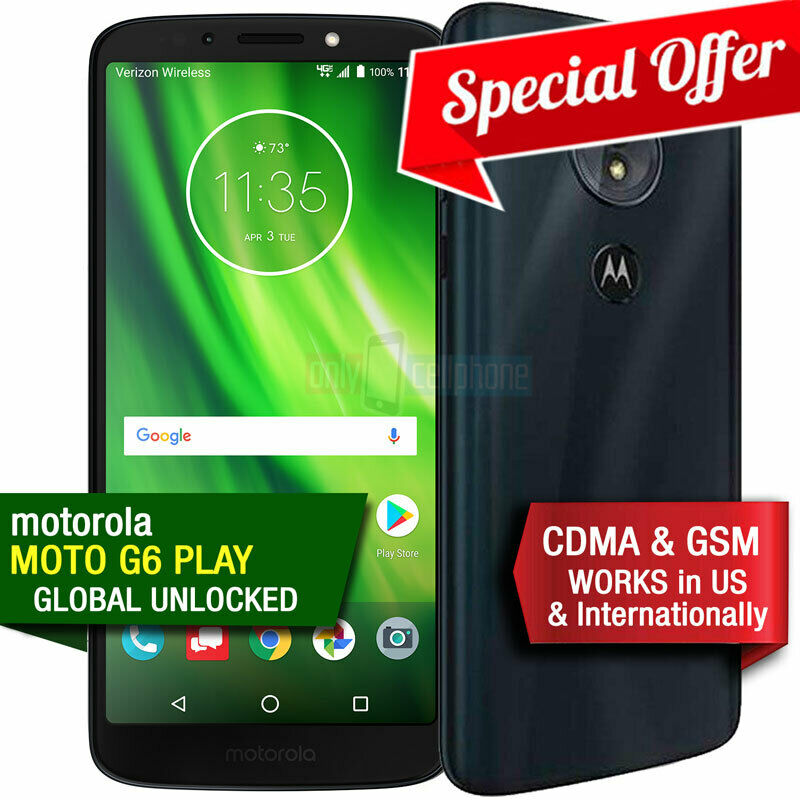 Special Offer
Verizon Wireless
4G 100% 11
73°
11:35
APR 3 TUE
only cellphone
Google
Play Store
motorola
MOTO G6 PLAY
GLOBAL UNLOCKED
CDMA & GSM
WORKS in US
& Internationally
motorola